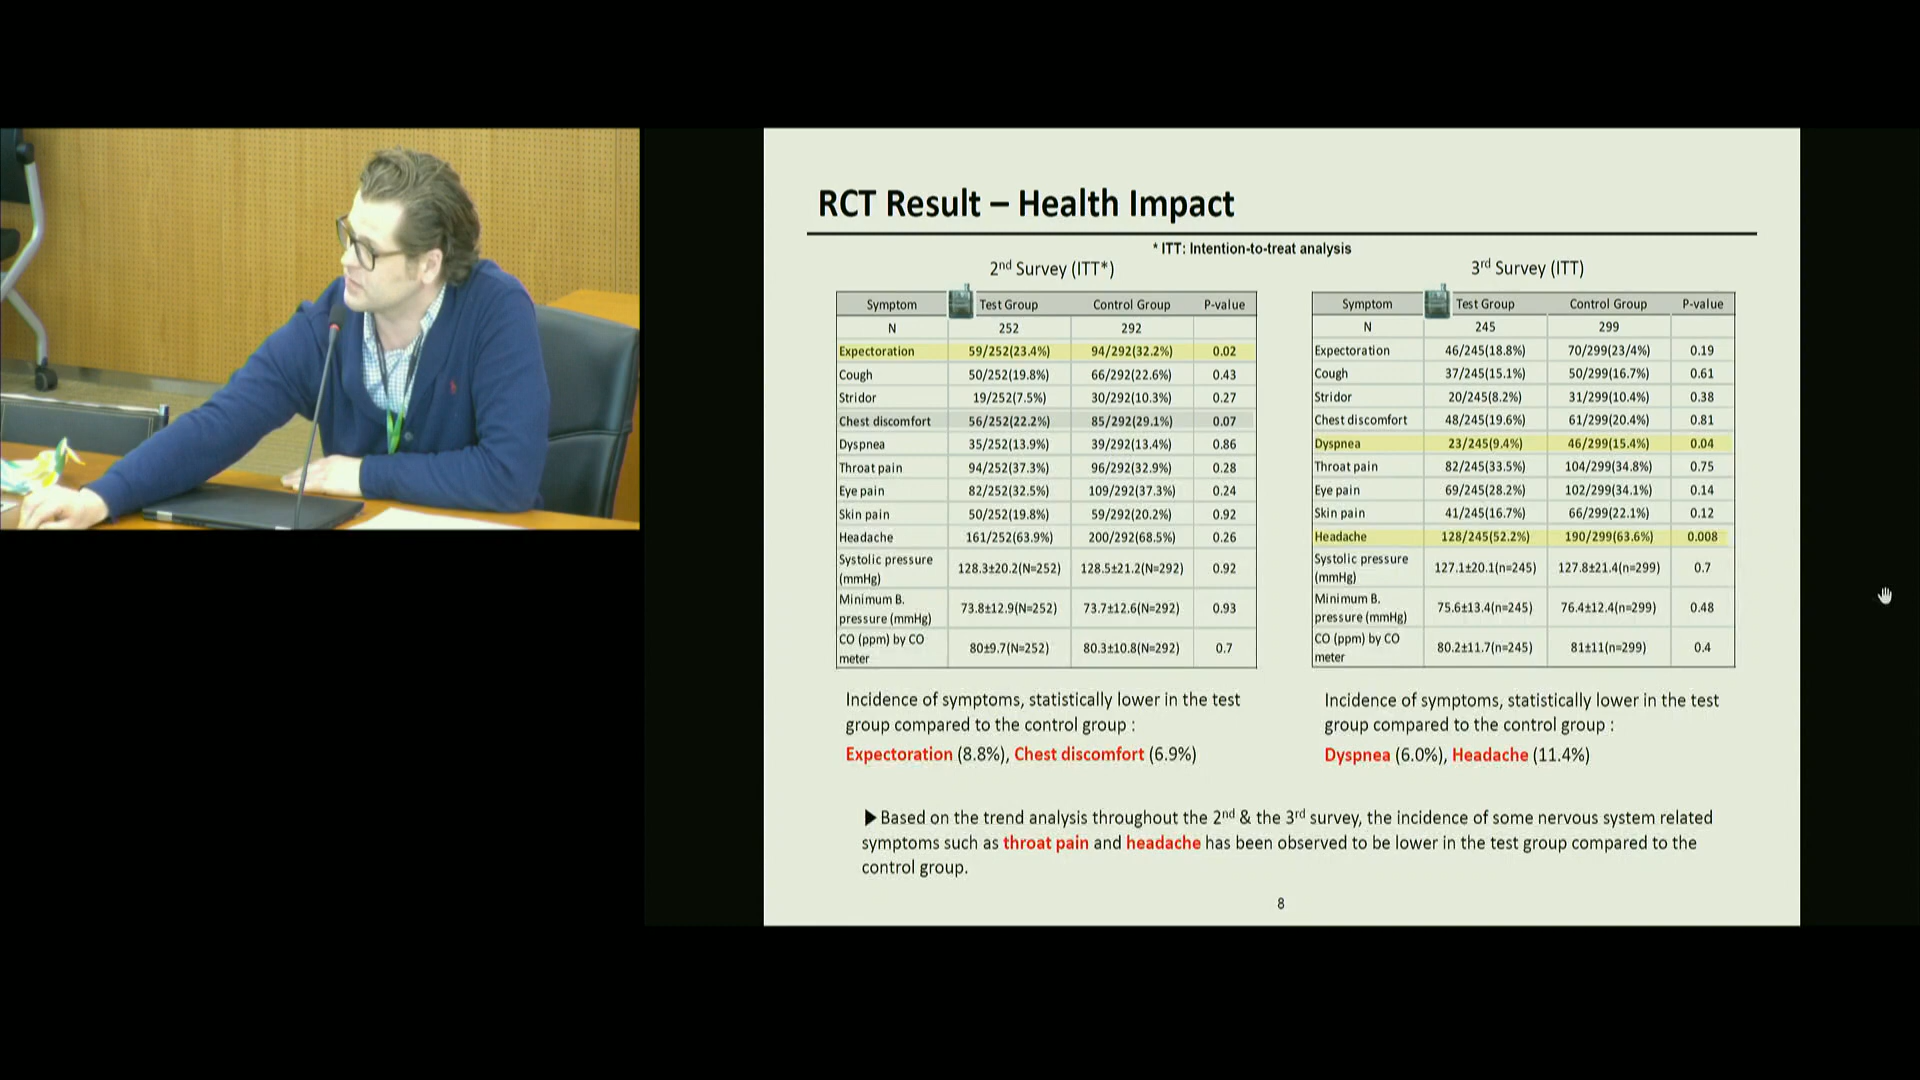 RCT Result – Health Impact
* ITT: Intention-to-treat analysis
2nd Survey (ITT*)
Symptom Test Group Control Group P-value
N 252 292
Expectoration 59/252(23.4%) 94/292(32.2%) 0.02
Cough 50/252(19.8%) 66/292(22.6%) 0.43
Stridor 19/252(7.5%) 30/292(10.3%) 0.27
Chest discomfort 56/252(22.2%) 85/292(29.1%) 0.07
Dyspnea 35/252(13.9%) 39/292(13.4%) 0.86
Throat pain 94/252(37.3%) 96/292(32.9%) 0.28
Eye pain 82/252(32.5%) 109/292(37.3%) 0.24
Skin pain 50/252(19.8%) 59/292(20.2%) 0.92
Headache 161/252(63.9%) 200/292(68.5%) 0.26
Systolic pressure
(mmHg) 128.3±20.2(N=252) 128.5±21.2(N=292) 0.92
Minimum B.
pressure (mmHg) 73.8±12.9(N=252) 73.7±12.6(N=292) 0.93
CO (ppm) by CO
meter 80±9.7(N=252) 80.3±10.8(N=292) 0.7
Incidence of symptoms, statistically lower in the test
group compared to the control group :
Expectoration (8.8%), Chest discomfort (6.9%)
3rd Survey (ITT)
Symptom Test Group Control Group P-value
N 245 299
Expectoration 46/245(18.8%) 70/299(23/4%) 0.19
Cough 37/245(15.1%) 50/299(16.7%) 0.61
Stridor 20/245(8.2%) 31/299(10.4%) 0.38
Chest discomfort 48/245(19.6%) 61/299(20.4%) 0.81
Dyspnea 23/245(9.4%) 46/299(15.4%) 0.04
Throat pain 82/245(33.5%) 104/299(34.8%) 0.75
Eye pain 69/245(28.2%) 102/299(34.1%) 0.14
Skin pain 41/245(16.7%) 66/299(22.1%) 0.12
Headache 128/245(52.2%) 190/299(63.6%) 0.008
Systolic pressure
(mmHg) 127.1±20.1(n=245) 127.8±21.4(n=299) 0.7
Minimum B.
pressure (mmHg) 75.6±13.4(n=245) 76.4±12.4(n=299) 0.48
CO (ppm) by CO
meter 80.2±11.7(n=245) 81±11(n=299) 0.4
Incidence of symptoms, statistically lower in the test
group compared to the control group :
Dyspnea (6.0%), Headache (11.4%)
▶Based on the trend analysis throughout the 2nd & the 3rd survey, the incidence of some nervous system related
symptoms such as throat pain and headache has been observed to be lower in the test group compared to the
control group.
8